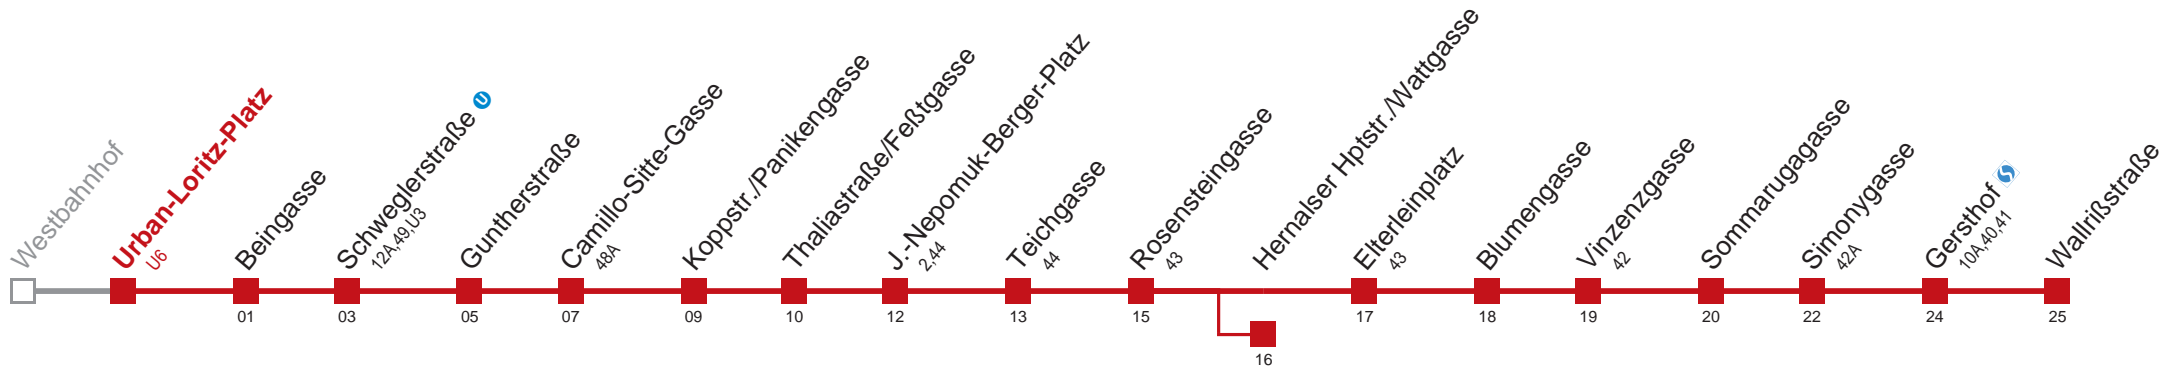 Westbahnhof
Urban-Loritz-Platz
U6
Beingasse
01
Schweglerstraße U
12A,49,U3
03
Guntherstraße
05
Camillo-Sitte-Gasse
48A
07
Koppstr./Panikengasse
09
Thaliastraße/Feßtgasse
10
J.-Nepomuk-Berger-Platz
2,44
12
Teichgasse
44
13
Rosensteingasse
43
15
Hernalser Hptstr./Wattgasse
16
Elterleinplatz
43
17
Blumengasse
18
Vinzenzgasse
42
19
Sommarugagasse
20
Simonygasse
42A
22
Gersthof
10A,40,41
24
Wallrißstraße
25